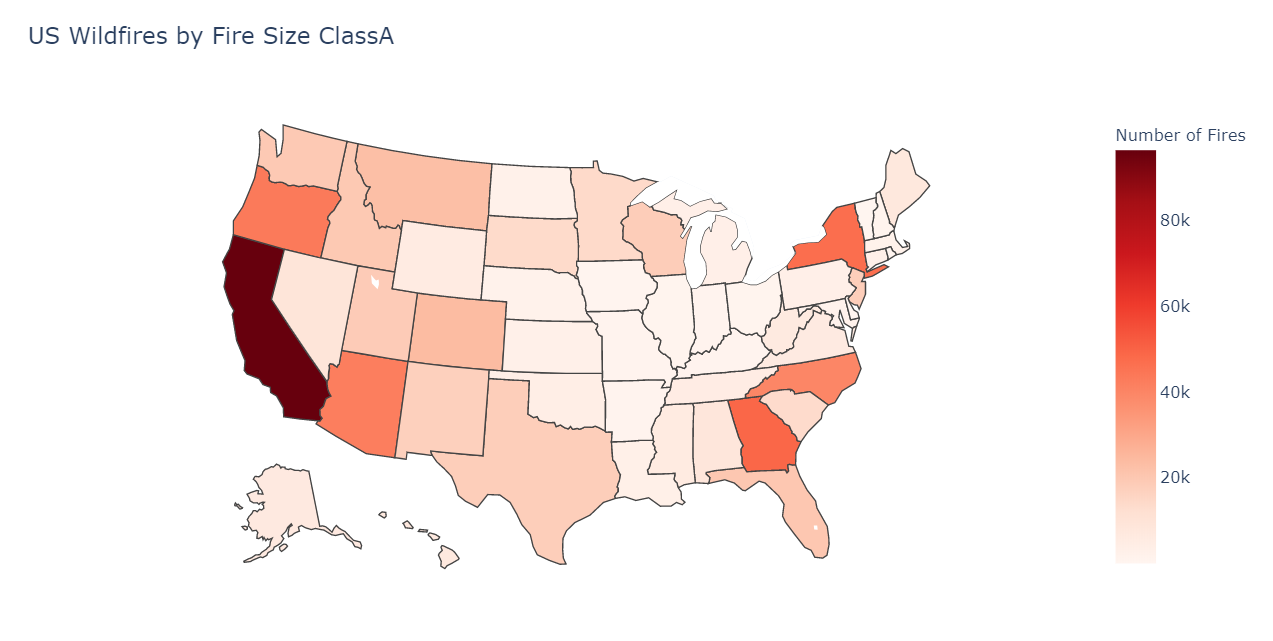 US Wildfires by Fire Size ClassA
Number of Fires
80k
60k
40k
20k